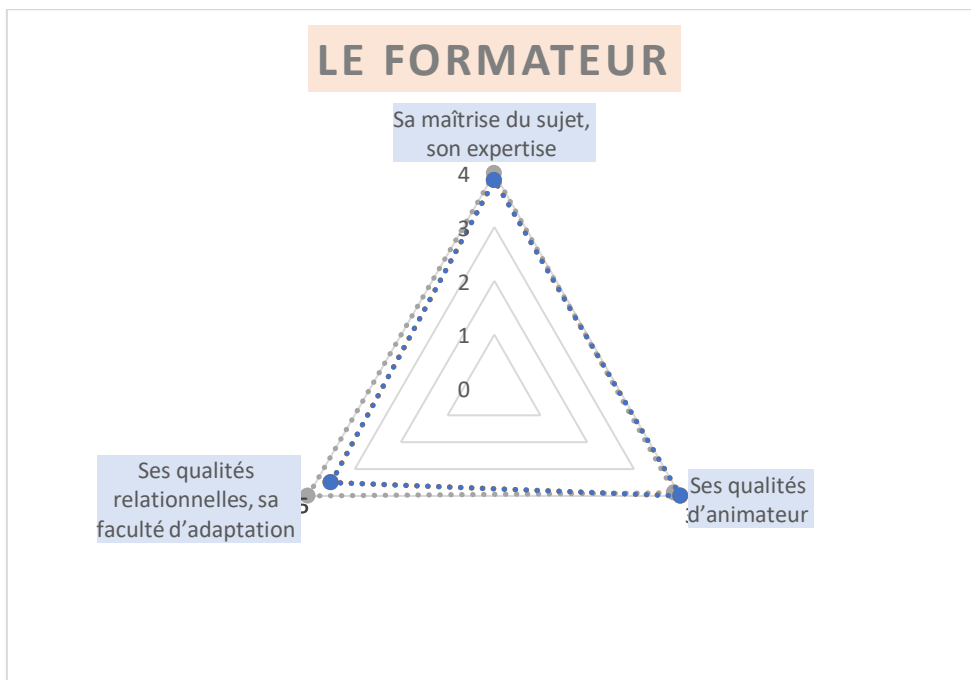 LE FORMATEUR
Sa maîtrise du sujet,
son expertise
4
3
2
1
0
Ses qualités
relationnelles, sa
faculté d’adaptation
5
Ses qualités
d’animateur